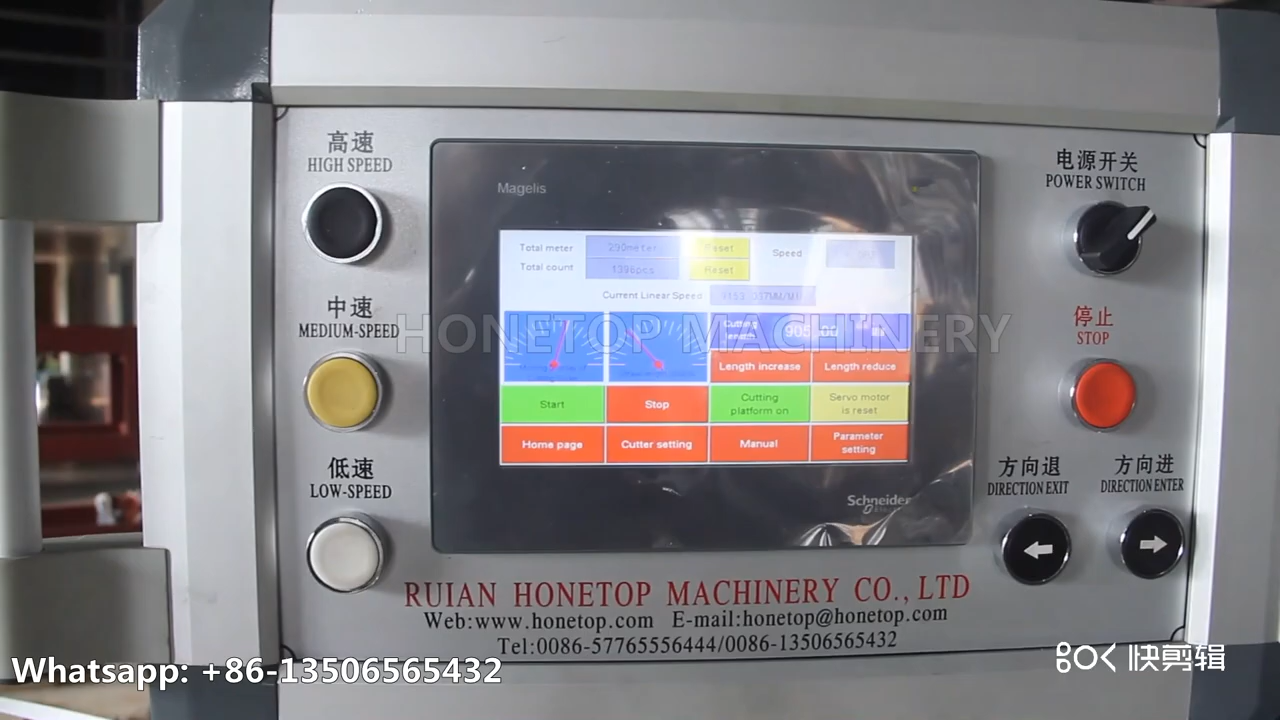 高速
HIGH SPEED
中速
MEDIUM-SPEED
低速
LOW-SPEED
Magelis
Total meter 290meter Reset
Total count 1396pcs Reset
Speed
Current Linear Speed
Cutting length
Length increase
Length reduce
Start
Stop
Cutting platform on
Servo motor is reset
Home page
Cutter setting
Manual
Parameter setting
Schneider
电源开关
POWER SWITCH
停止
STOP
方向退
DIRECTION EXIT
方向进
DIRECTION ENTER
HONETOP MACHINERY
RUIAN HONETOP MACHINERY CO., LTD
Web:www.honetop.com E-mail:honetop@honetop.com
Tel:0086-57765556444/0086-13506565432
Whatsapp: +86-13506565432
快剪辑